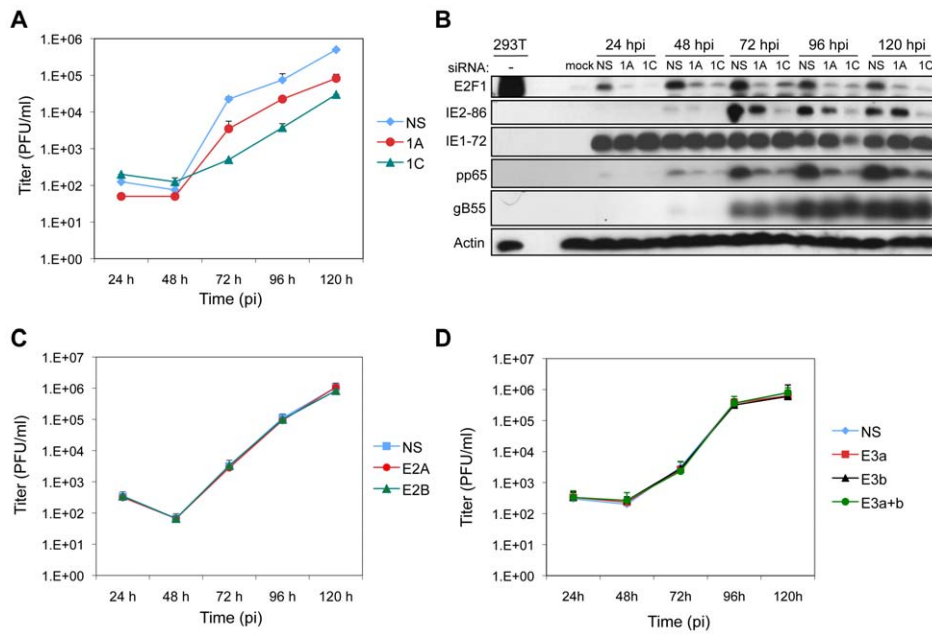 A
1.E+06
1.E+05
1.E+04
1.E+03
1.E+02
1.E+01
1.E+00
Titer (PFU/ml)
24 h 48 h 72 h 96 h 120 h
Time (pi)
NS
1A
1C
B
293T 24 hpi 48 hpi 72 hpi 96 hpi 120 hpi
siRNA: - mock NS 1A 1C NS 1A 1C NS 1A 1C NS 1A 1C NS 1A 1C
E2F1
IE2-86
IE1-72
pp65
gB55
Actin
C
1.E+07
1.E+06
1.E+05
1.E+04
1.E+03
1.E+02
1.E+01
1.E+00
Titer (PFU/ml)
24 h 48 h 72 h 96 h 120 h
Time (pi)
NS
E2A
E2B
D
1.E+07
1.E+06
1.E+05
1.E+04
1.E+03
1.E+02
1.E+01
1.E+00
Titer (PFU/ml)
24h 48h 72h 96h 120h
Time (pi)
NS
E3a
E3b
E3a+b